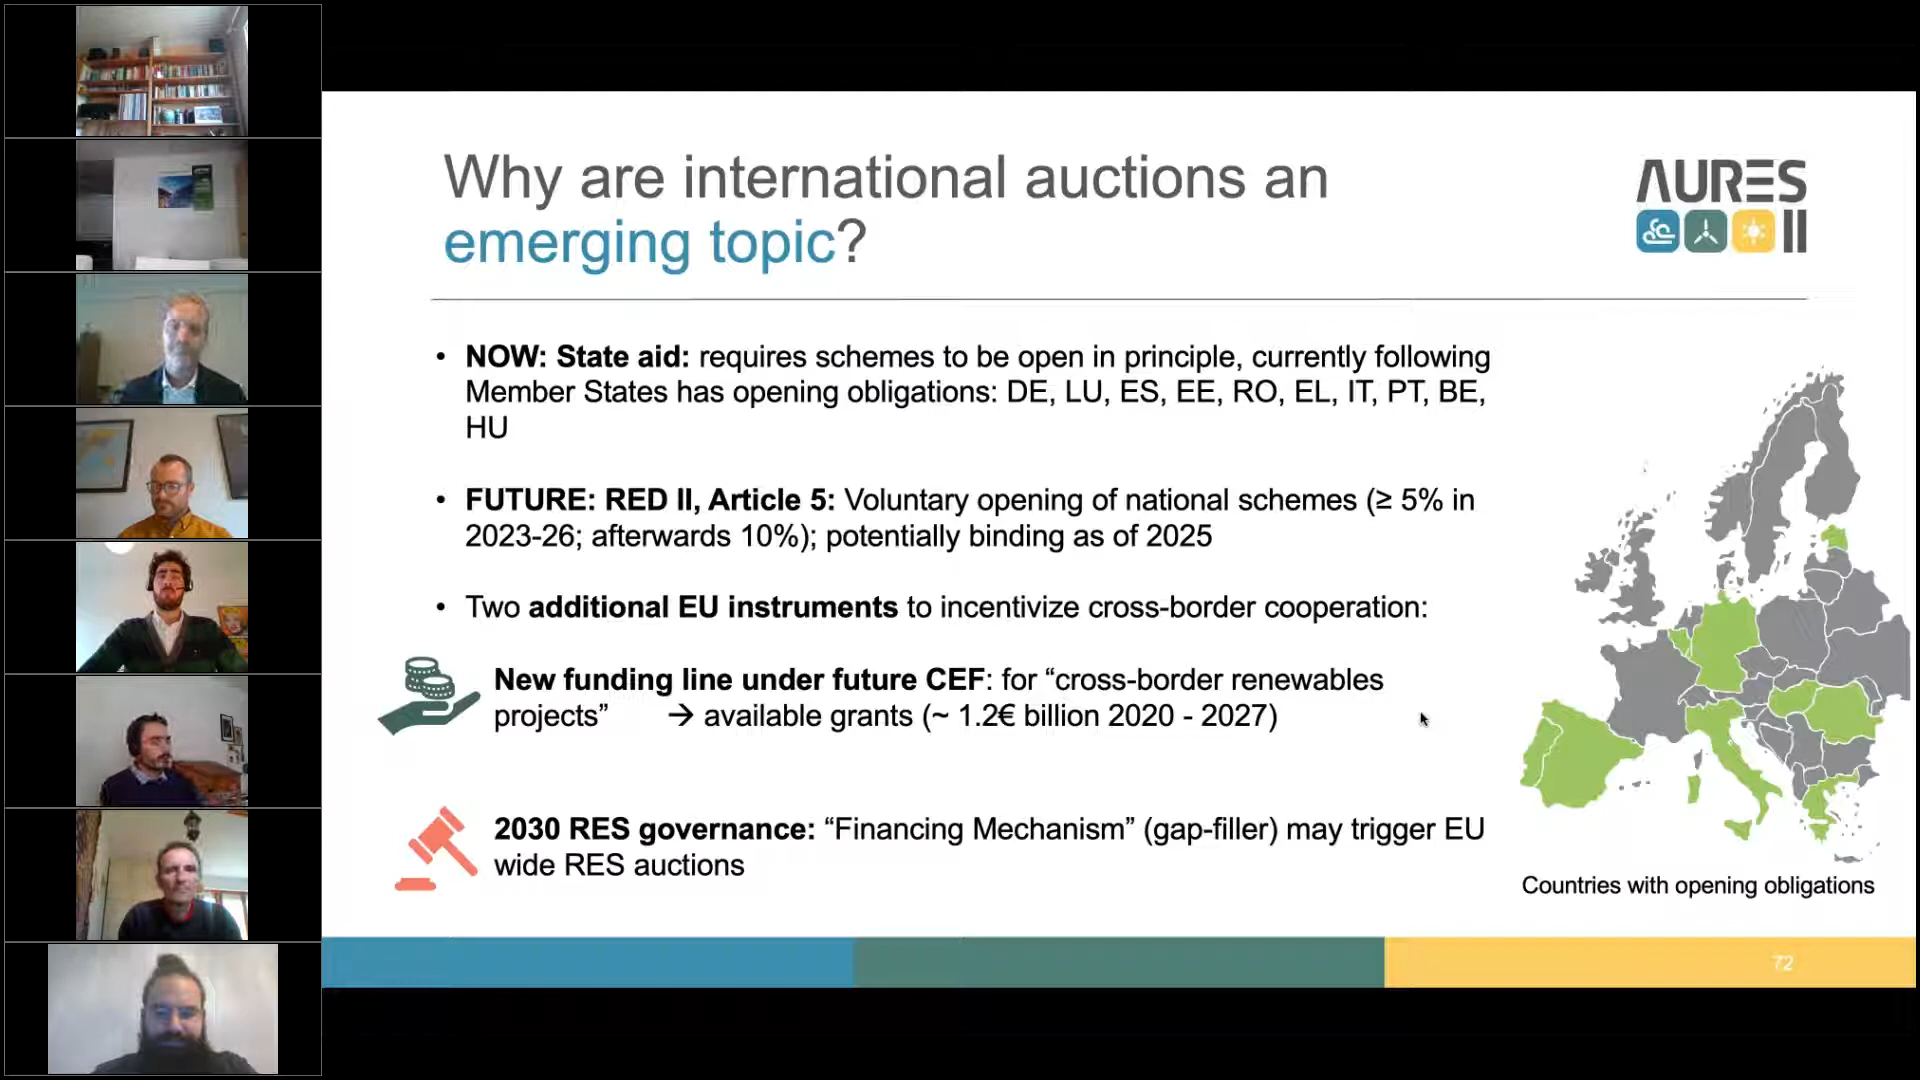 Why are international auctions an
emerging topic?
AURES
II
• NOW: State aid: requires schemes to be open in principle, currently following
Member States has opening obligations: DE, LU, ES, EE, RO, EL, IT, PT, BE,
HU
• FUTURE: RED II, Article 5: Voluntary opening of national schemes (≥ 5% in
2023-26; afterwards 10%); potentially binding as of 2025
• Two additional EU instruments to incentivize cross-border cooperation:
New funding line under future CEF: for “cross-border renewables
projects” → available grants (~ 1.2€ billion 2020 - 2027)
2030 RES governance: “Financing Mechanism” (gap-filler) may trigger EU
wide RES auctions
Countries with opening obligations
72